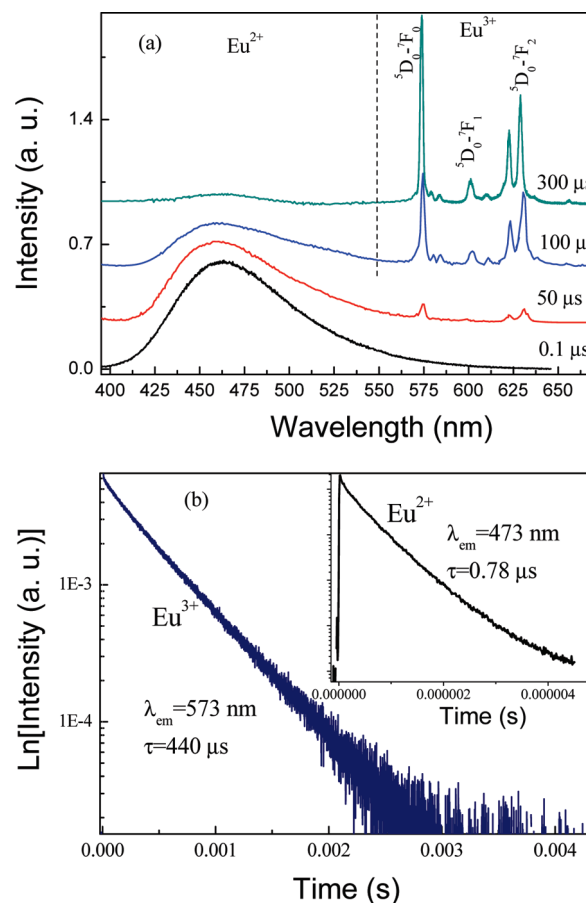 (a)
Eu2+
Eu3+
5D0-7F0
5D0-7F1
5D0-7F2
300 μs
100 μs
50 μs
0.1 μs
Intensity (a. u.)
1.4
0.7
0.0
400 425 450 475 500 525 550 575 600 625 650
Wavelength (nm)
(b)
Eu3+
λem=573 nm
τ=440 μs
Ln[Intensity (a. u.)]
1E-3
1E-4
0.000 0.001 0.002 0.003 0.004
Time (s)
Eu2+
λem=473 nm
τ=0.78 μs
0.000000 0.000002 0.000004
Time (s)